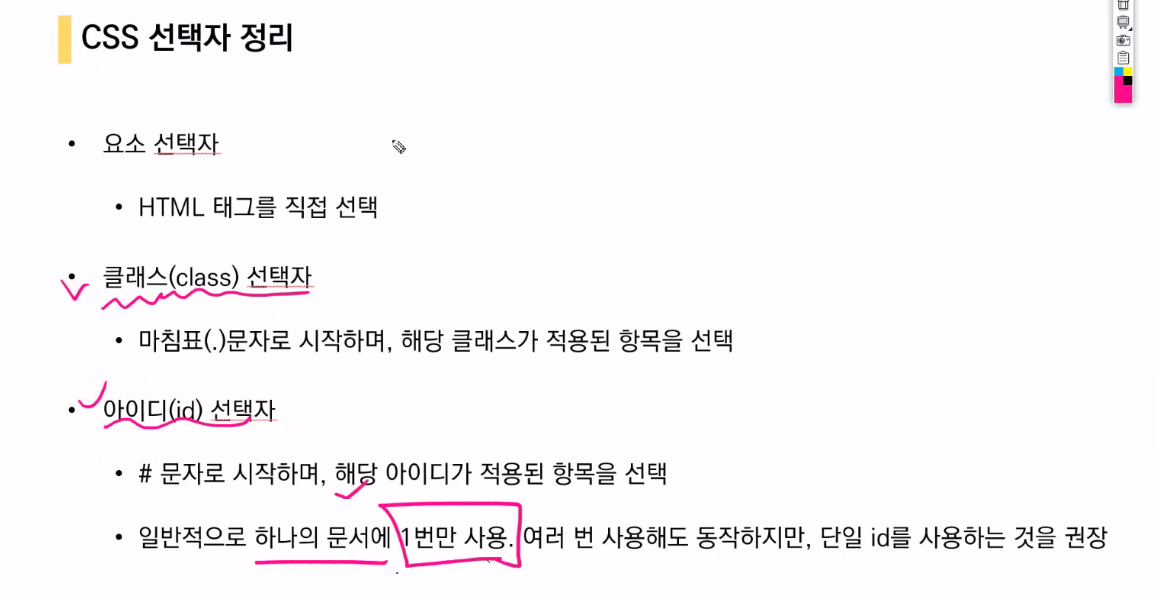 CSS 선택자 정리
• 요소 선택자
• HTML 태그를 직접 선택
• 클래스(class) 선택자
• 마침표(.)문자로 시작하며, 해당 클래스가 적용된 항목을 선택
• 아이디(id) 선택자
• # 문자로 시작하며, 해당 아이디가 적용된 항목을 선택
• 일반적으로 하나의 문서에 1번만 사용. 여러 번 사용해도 동작하지만, 단일 id를 사용하는 것을 권장